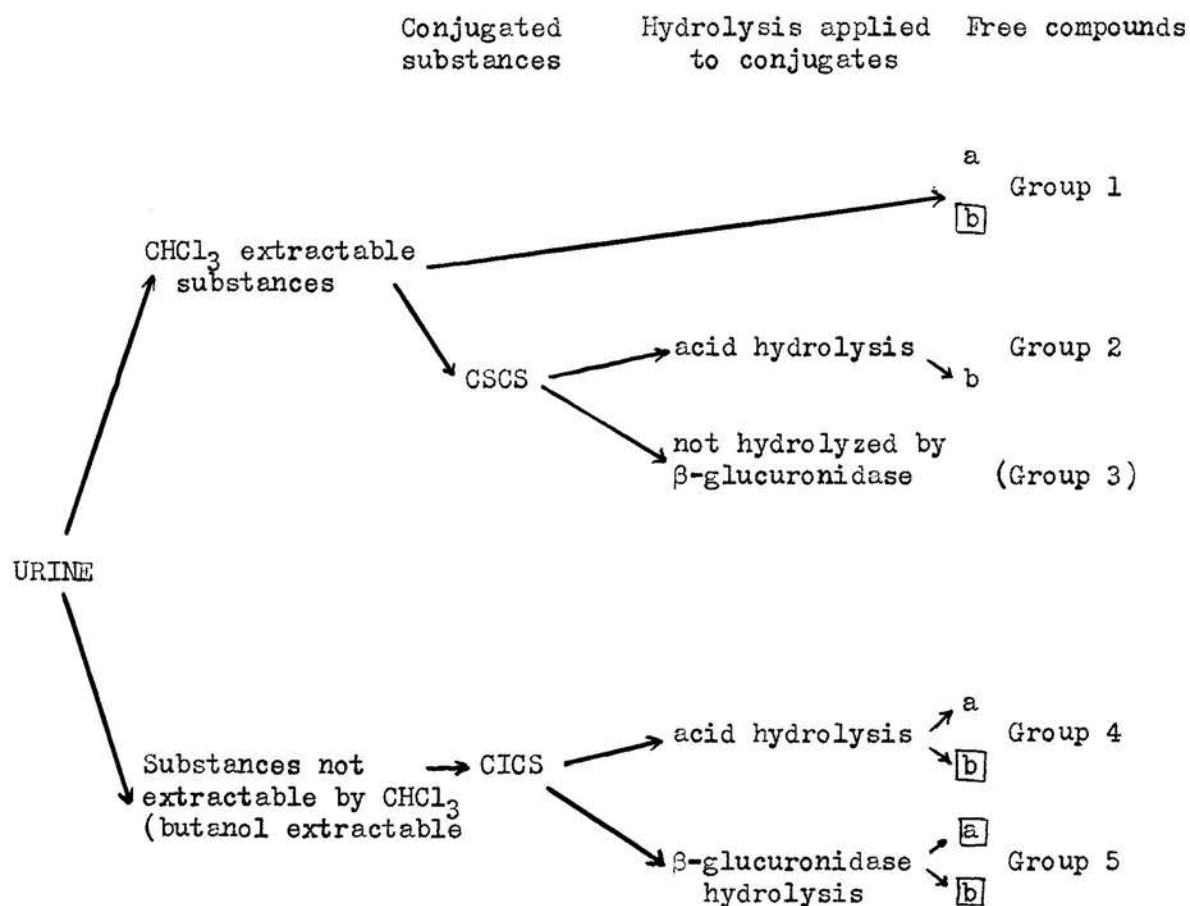 Conjugated substances
Hydrolysis applied to conjugates
Free compounds
a
Group 1
b
CHCl3 extractable
substances
acid hydrolysis
Group 2
CSCS
b
not hydrolyzed by
β-glucuronidase
(Group 3)
URINE
a
acid hydrolysis
Group 4
Substances not
CICS
b
extractable by CHCl3
(butanol extractable
a
β-glucuronidase
Group 5
hydrolysis
b